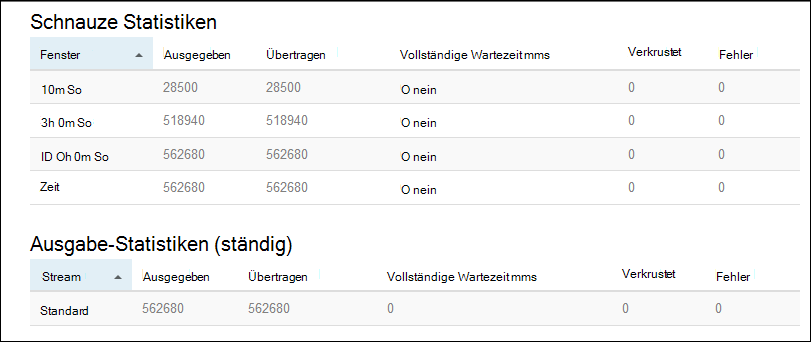 Schnauze Statistiken
Fenster Ausgegeben Übertragen Vollständige Wartezeit mms Verkrustet Fehler
10m So 28500 28500 O nein 0 0
3h 0m So 518940 518940 O nein 0 0
ID Oh 0m So 562680 562680 O nein 0 0
Zeit 562680 562680 O nein 0 0
Ausgabe-Statistiken (ständig)
Stream Ausgegeben Übertragen Vollständige Wartezeit mms Verkrustet Fehler
Standard 562680 562680 0 0 0